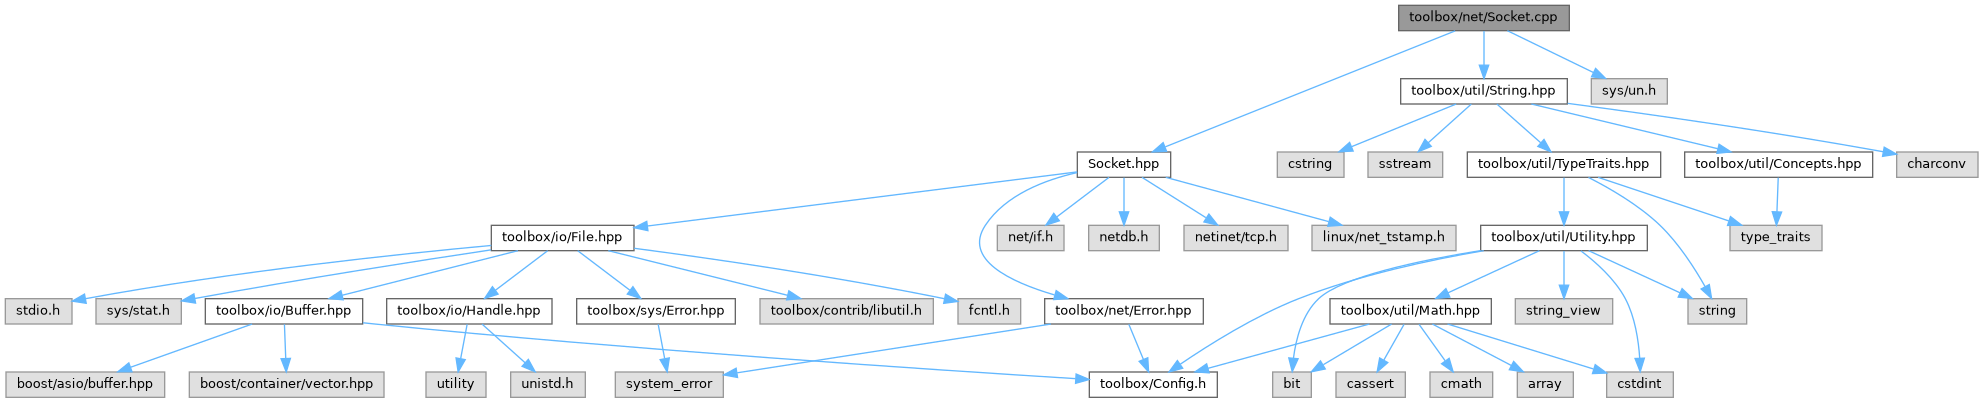 toolbox/net/Socket.cpp
toolbox/util/String.hpp
sys/un.h
Socket.hpp
cstring
sstream
toolbox/util/TypeTraits.hpp
toolbox/util/Concepts.hpp
charconv
toolbox/io/File.hpp
net/if.h
netdb.h
netinet/tcp.h
linux/net_tstamp.h
toolbox/util/Utility.hpp
type_traits
stdio.h
sys/stat.h
toolbox/io/Buffer.hpp
toolbox/io/Handle.hpp
toolbox/sys/Error.hpp
toolbox/contrib/libutil.h
fcntl.h
toolbox/net/Error.hpp
toolbox/util/Math.hpp
string_view
string
boost/asio/buffer.hpp
boost/container/vector.hpp
utility
unistd.h
system_error
toolbox/Config.h
bit
cassert
cmath
array
cstdint